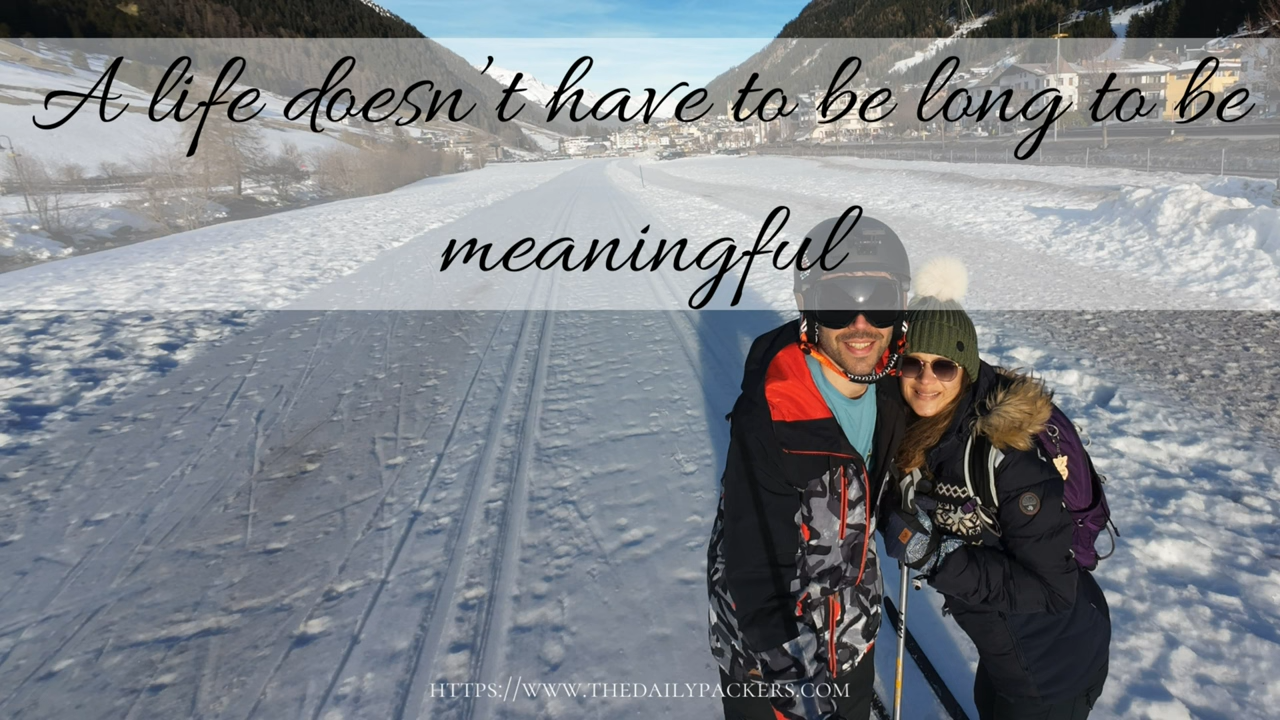 A life doesn't have to be long to be
meaningful
HTTPS://WWW.THEDAILYPACKERS.COM